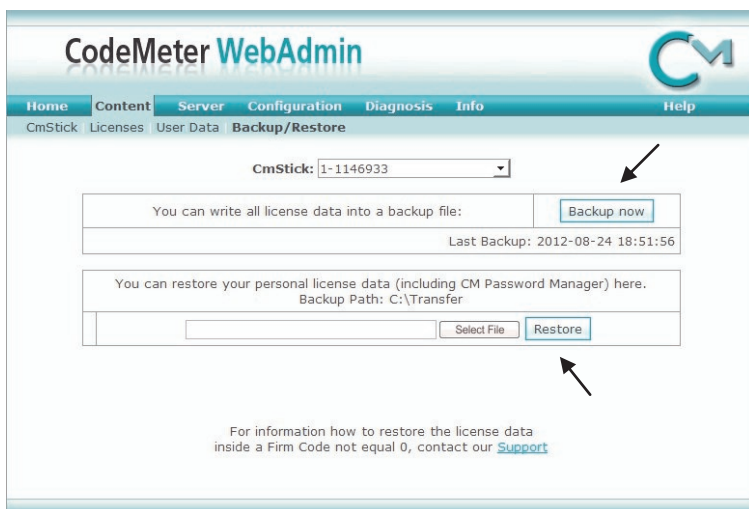 CodeMeter WebAdmin
CM
Home Content Server Configuration Diagnosis Info Help
CmStick Licenses User Data Backup/Restore
CmStick: 1-1146933
You can write all license data into a backup file: Backup now
Last Backup: 2012-08-24 18:51:56
You can restore your personal license data (including CM Password Manager) here.
Backup Path: C:\Transfer
Select File Restore
For information how to restore the license data
inside a Firm Code not equal 0, contact our Support